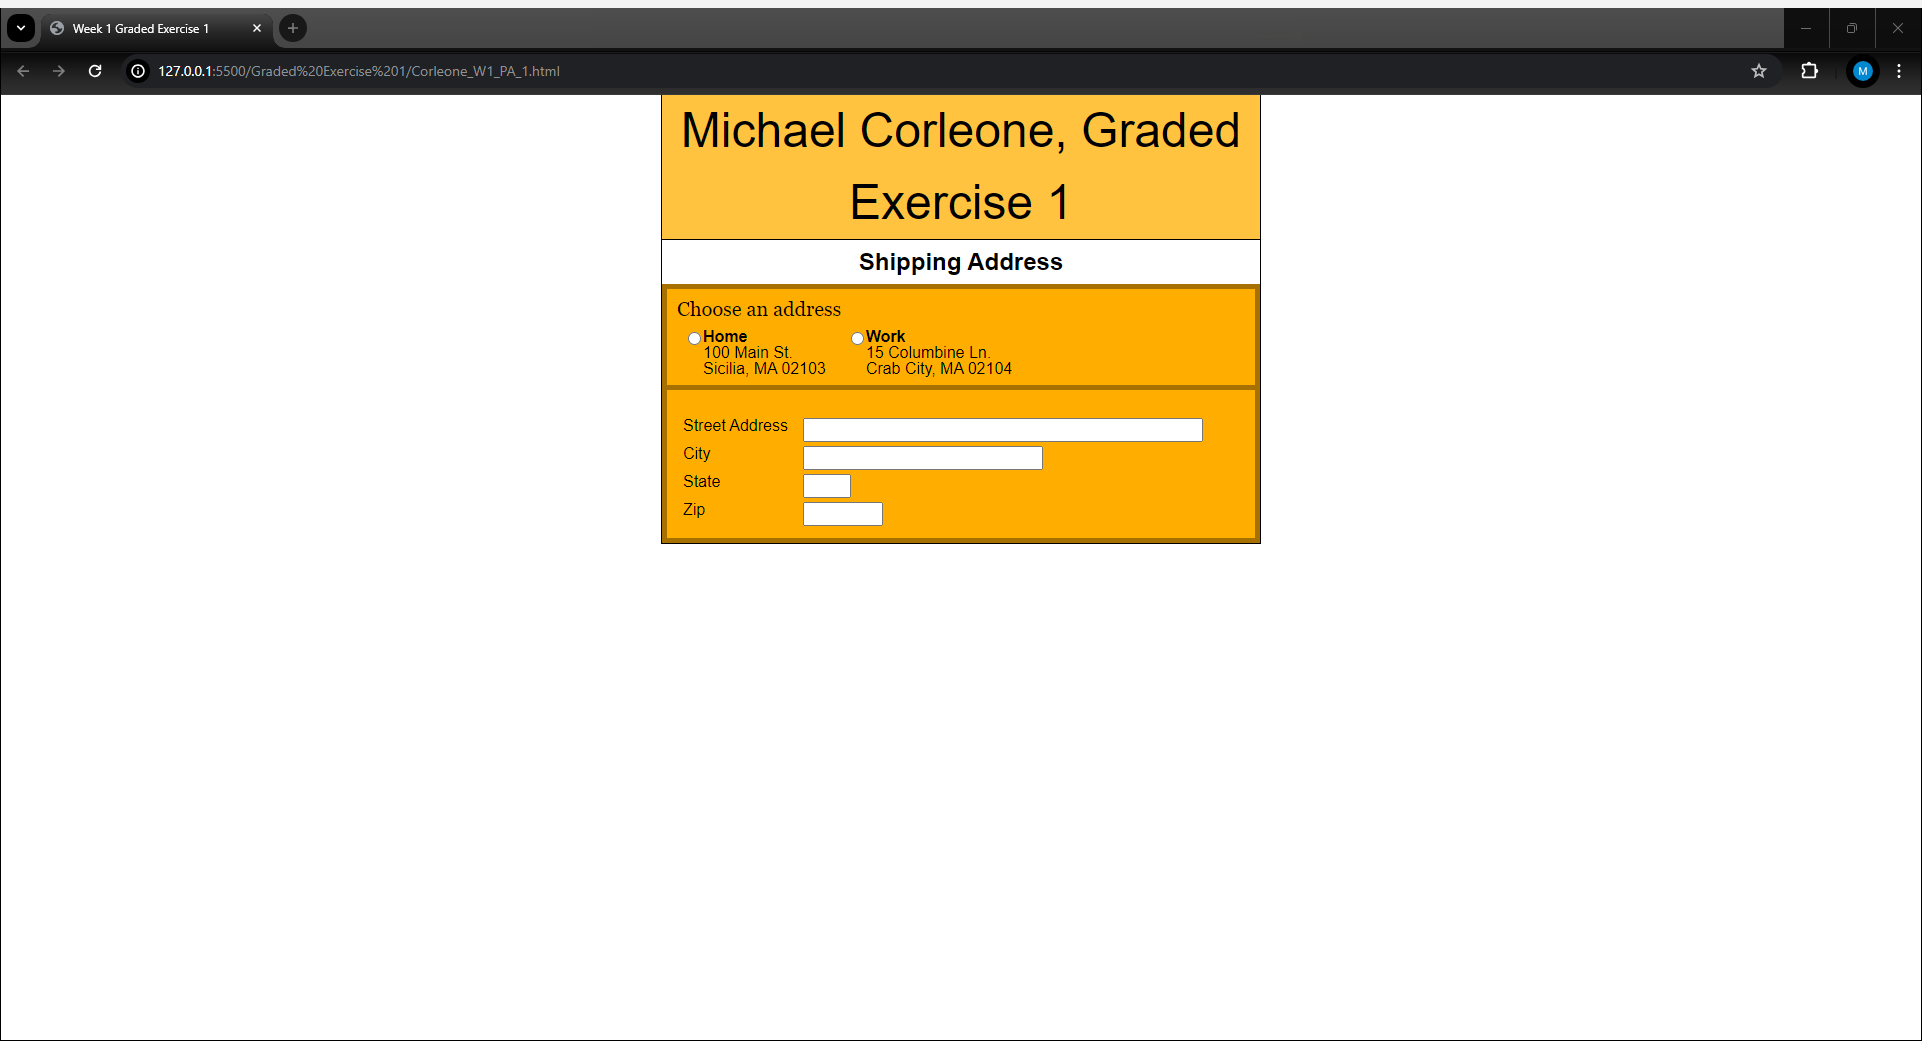 Week 1 Graded Exercise 1
127.0.0.1:5500/Graded%20Exercise%201/Corleone_W1_PA_1.html
M
Michael Corleone, Graded
Exercise 1
Shipping Address
Choose an address
Home
100 Main St.
Sicilia, MA 02103
Work
15 Columbine Ln.
Crab City, MA 02104
Street Address
City
State
Zip